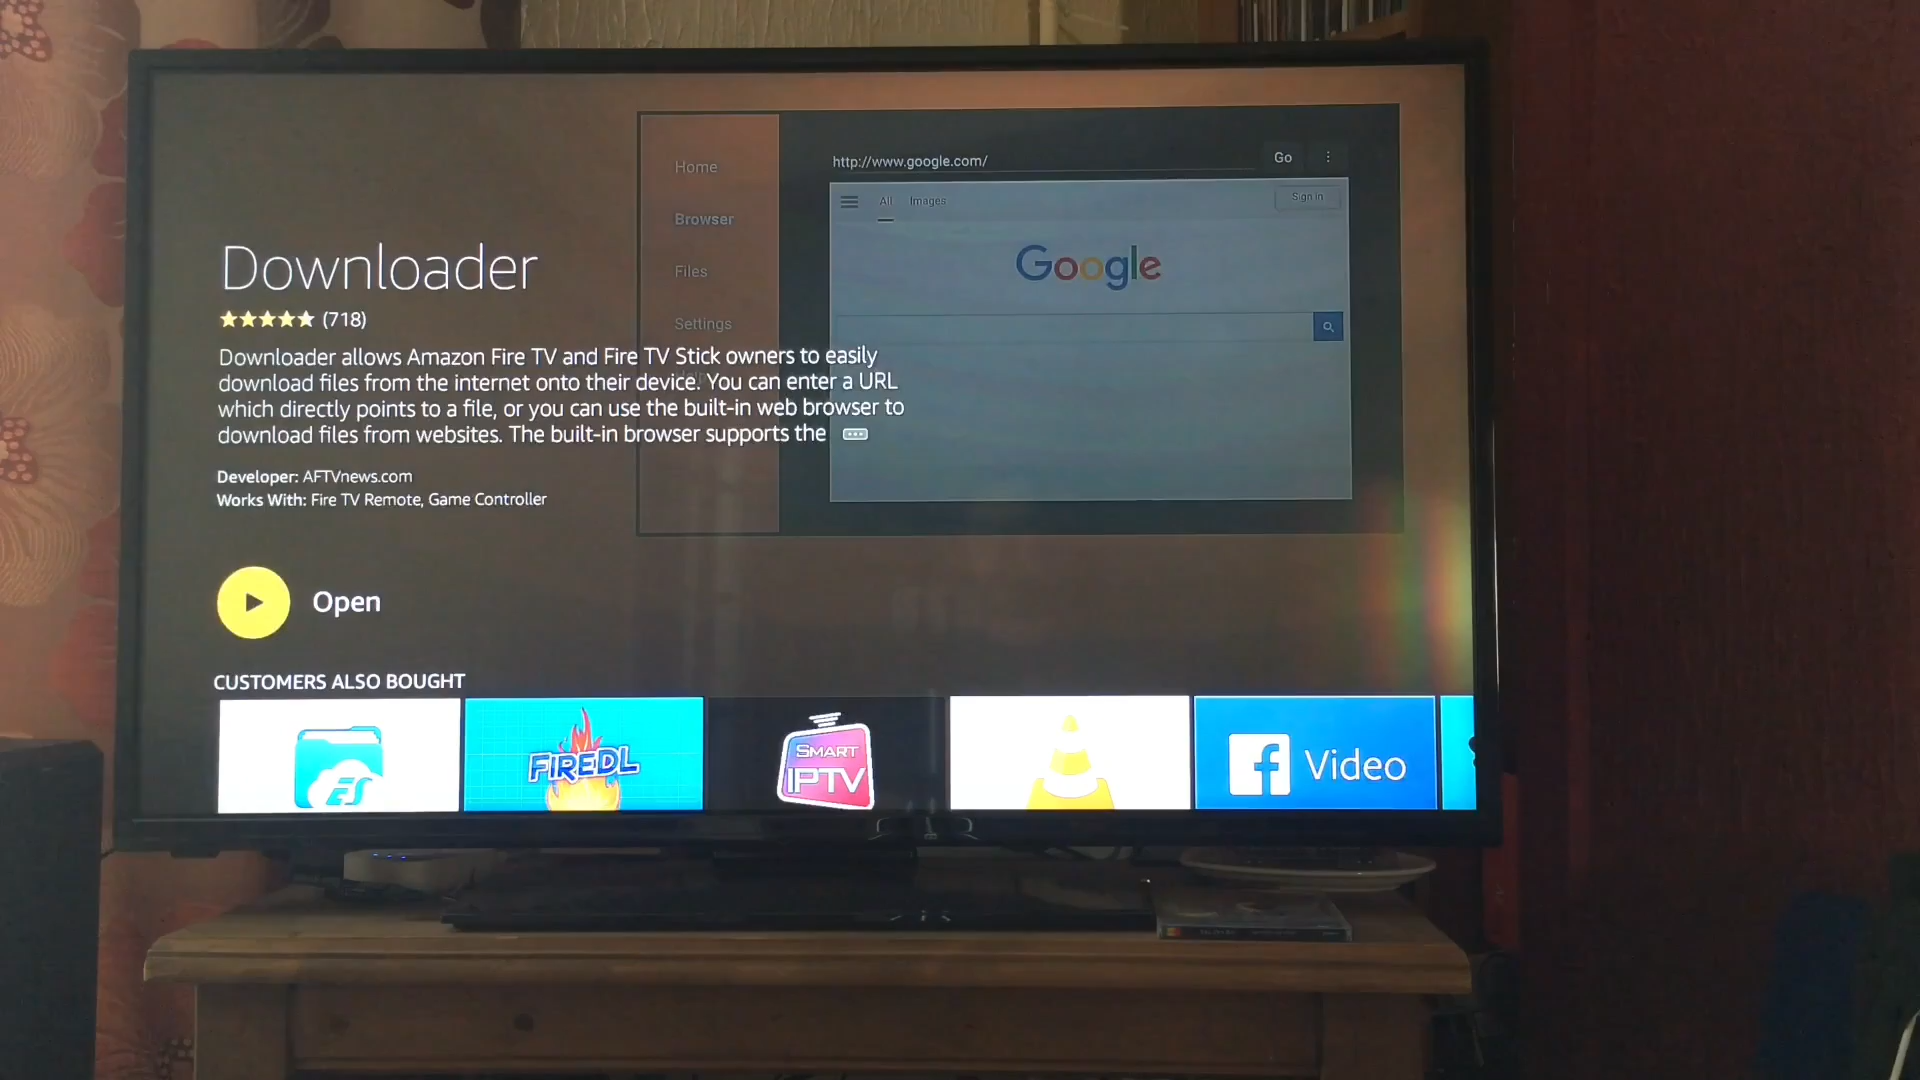 Home
http://www.google.com/
Go
All
Images
Sign in
Browser
Google
Files
Settings
Downloader
(718)
Downloader allows Amazon Fire TV and Fire TV Stick owners to easily
download files from the internet onto their device. You can enter a URL
which directly points to a file, or you can use the built-in web browser to
download files from websites. The built-in browser supports the
Developer: AFTVnews.com
Works With: Fire TV Remote, Game Controller
Open
CUSTOMERS ALSO BOUGHT
ES
FIREDL
SMART
IPTV
f Video